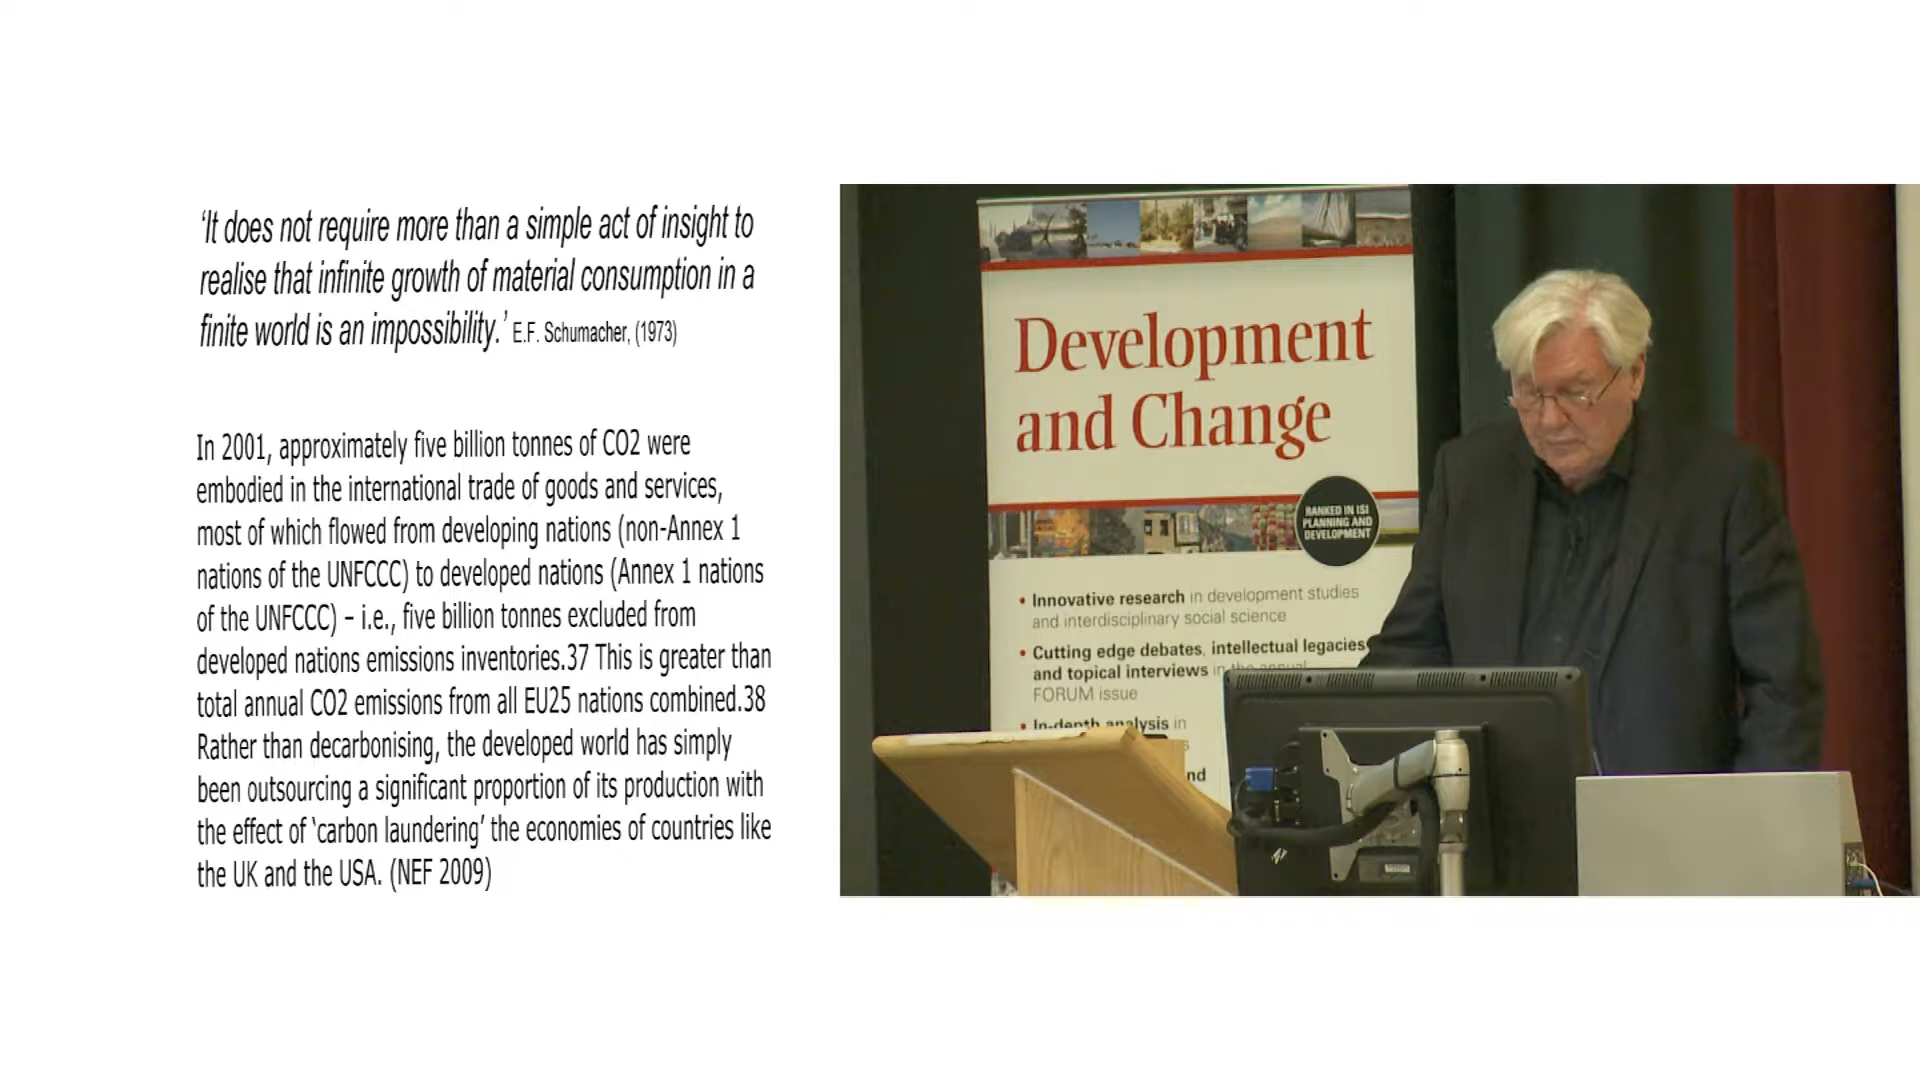 ‘It does not require more than a simple act of insight to
realise that infinite growth of material consumption in a
finite world is an impossibility.’ E.F. Schumacher, (1973)
In 2001, approximately five billion tonnes of CO2 were
embodied in the international trade of goods and services,
most of which flowed from developing nations (non-Annex 1
nations of the UNFCCC) to developed nations (Annex 1 nations
of the UNFCCC) – i.e., five billion tonnes excluded from
developed nations emissions inventories.37 This is greater than
total annual CO2 emissions from all EU25 nations combined.38
Rather than decarbonising, the developed world has simply
been outsourcing a significant proportion of its production with
the effect of ‘carbon laundering’ the economies of countries like
the UK and the USA. (NEF 2009)
Development
and Change
RANKED IN ISI
PLANNING AND
DEVELOPMENT
• Innovative research in development studies
and interdisciplinary social science
• Cutting edge debates, intellectual legacies
and topical interviews in the annual
FORUM issue
• In-depth analysis in
s
nd